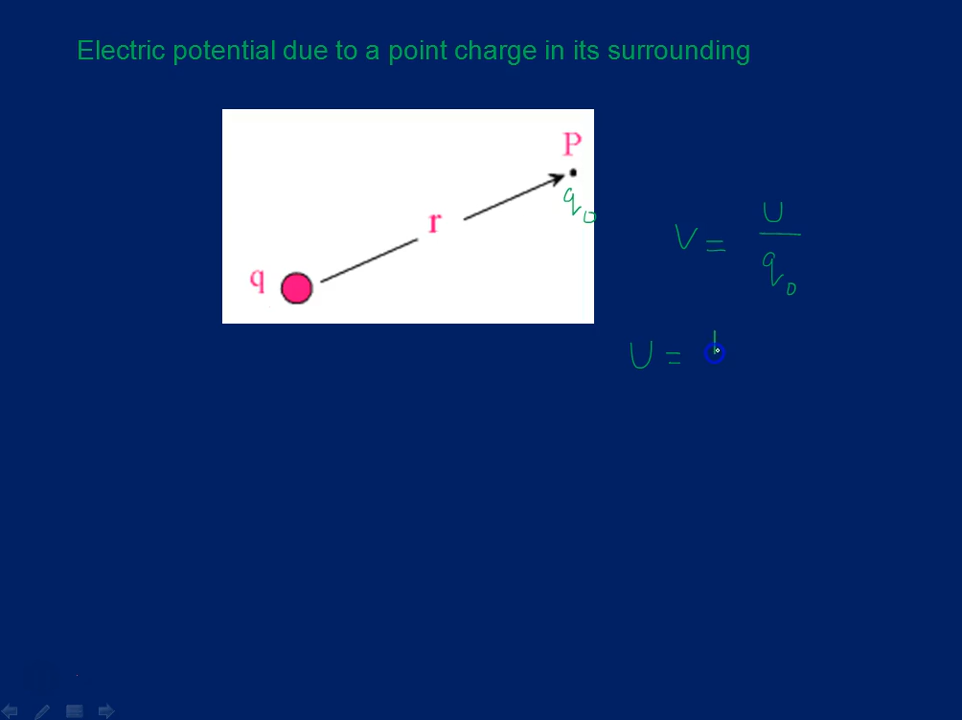 Electric potential due to a point charge in its surrounding
P
q₀
r
q
V = U / q₀
U =